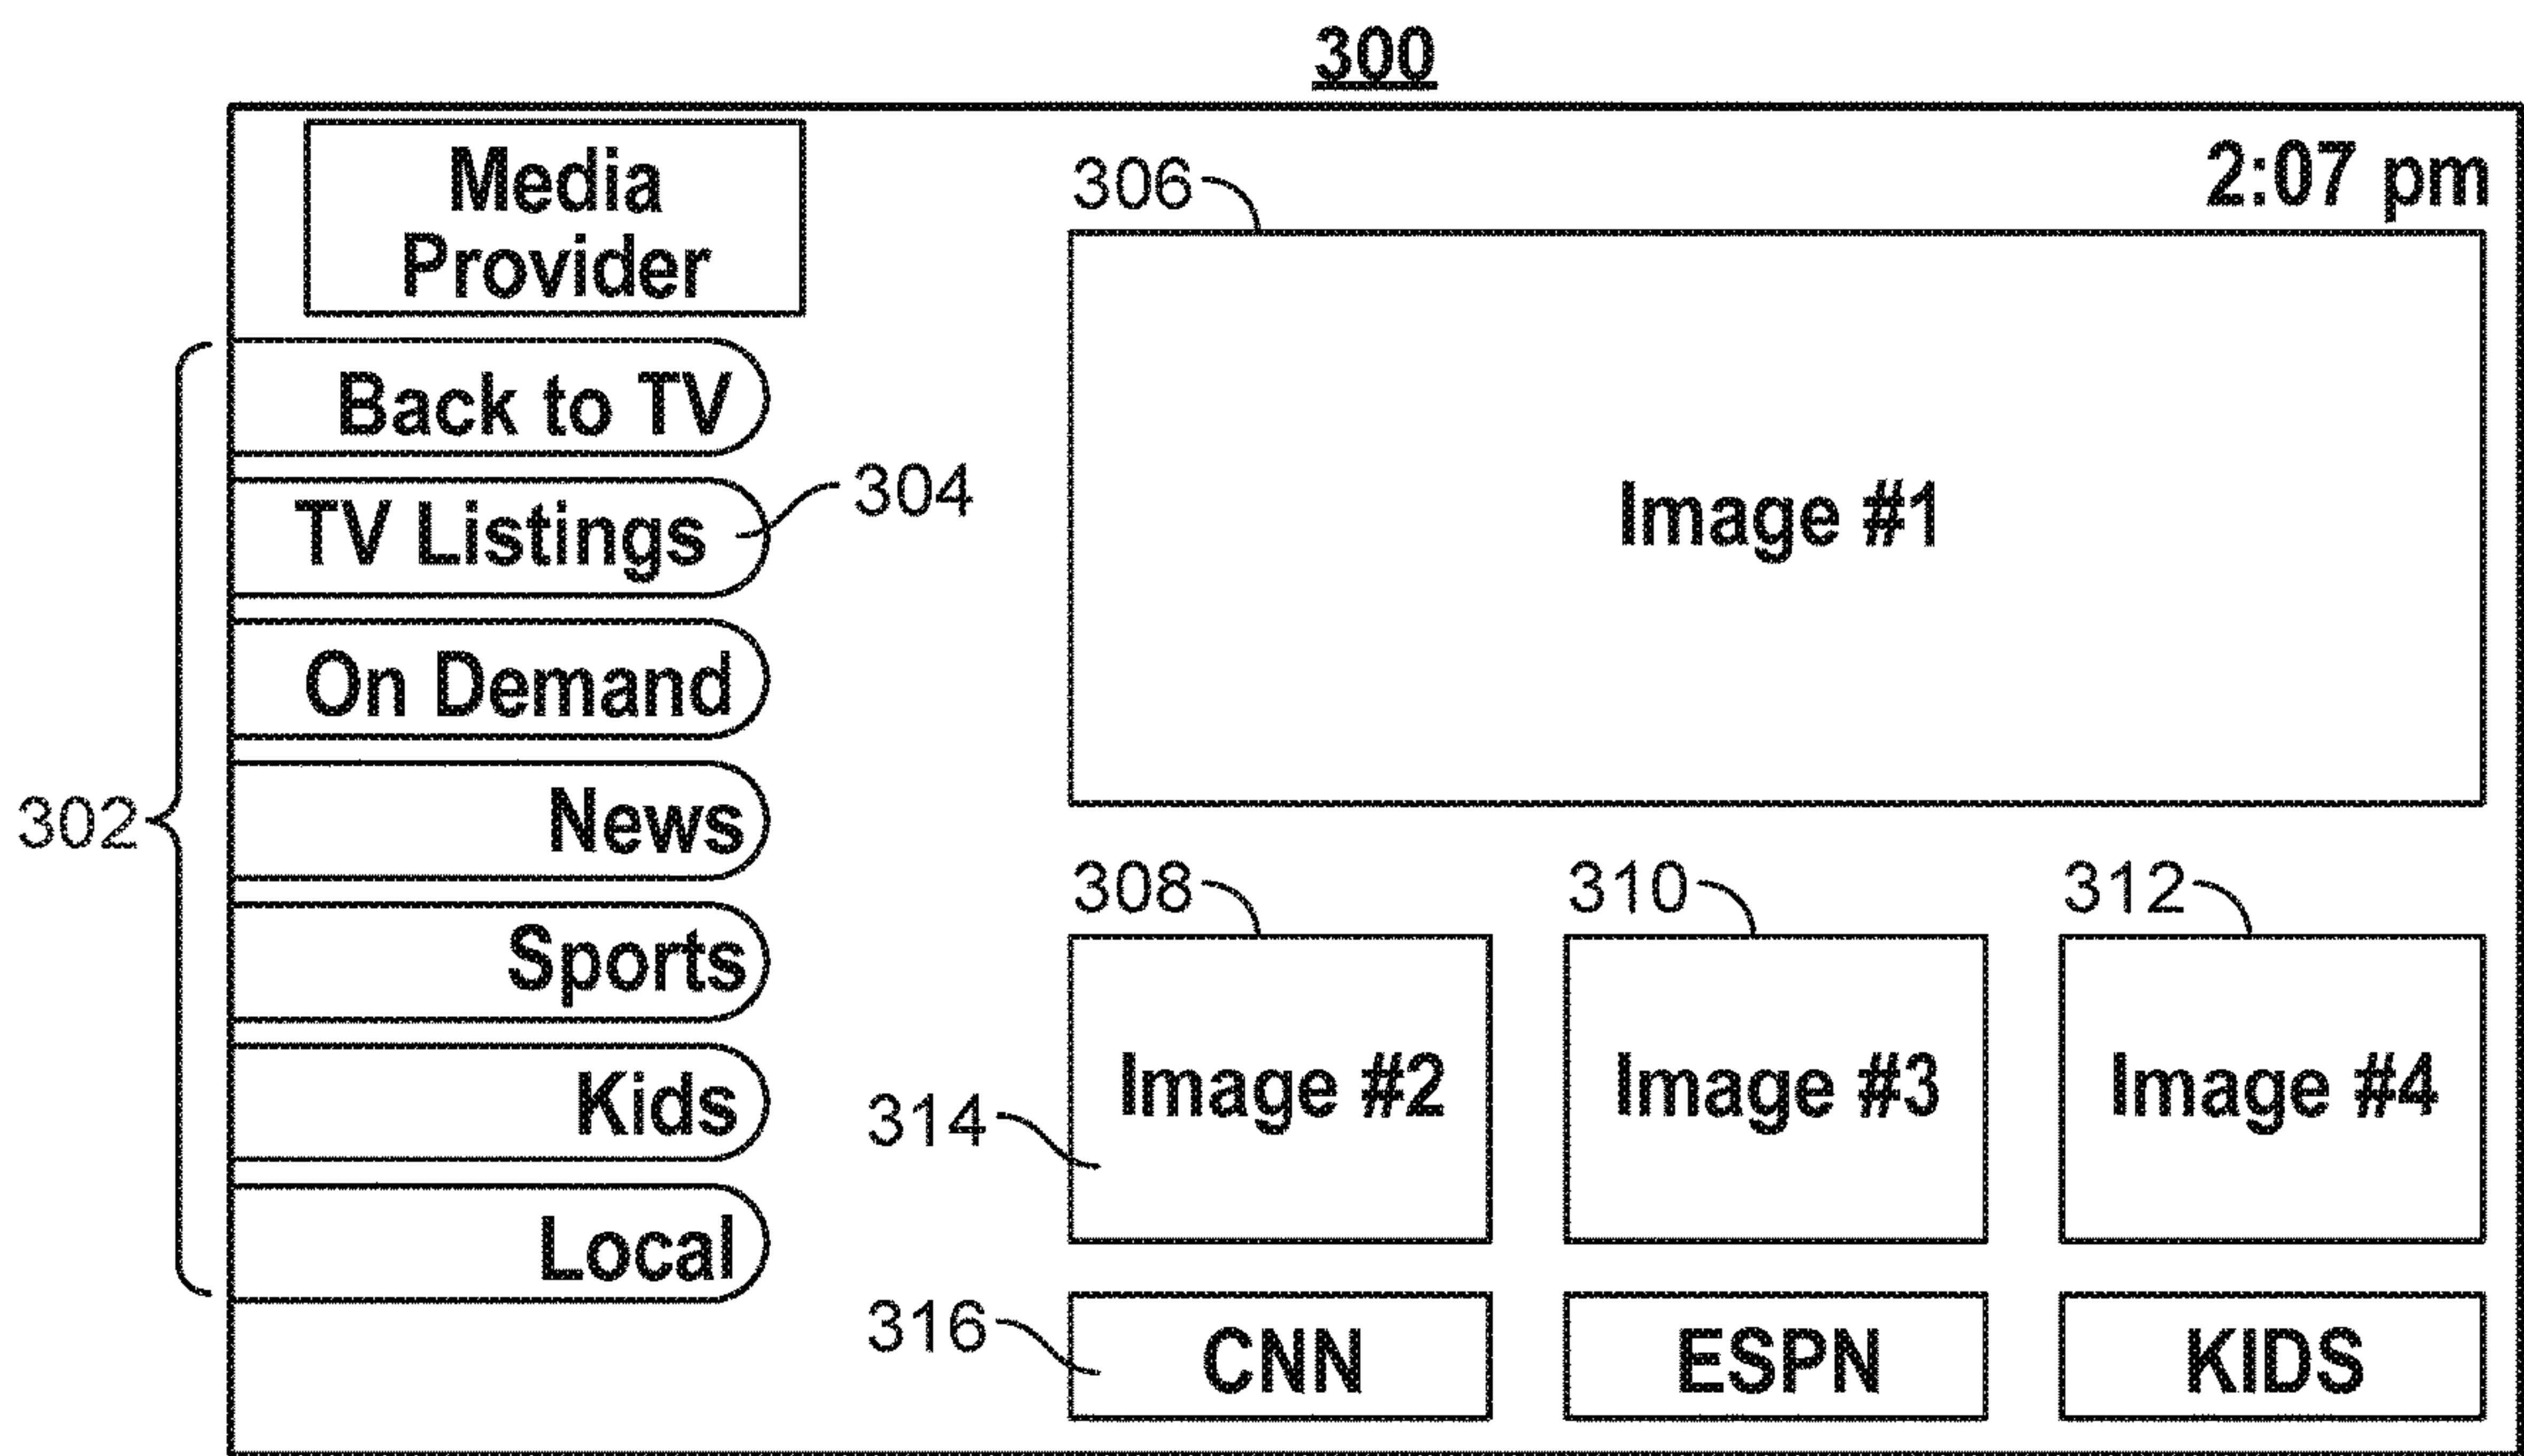 300
Media
Provider
2:07 pm
306
Back to TV
TV Listings
304
Image #1
On Demand
302
News
Sports
Kids
Local
308
310
312
314
Image #2
Image #3
Image #4
316
CNN
ESPN
KIDS